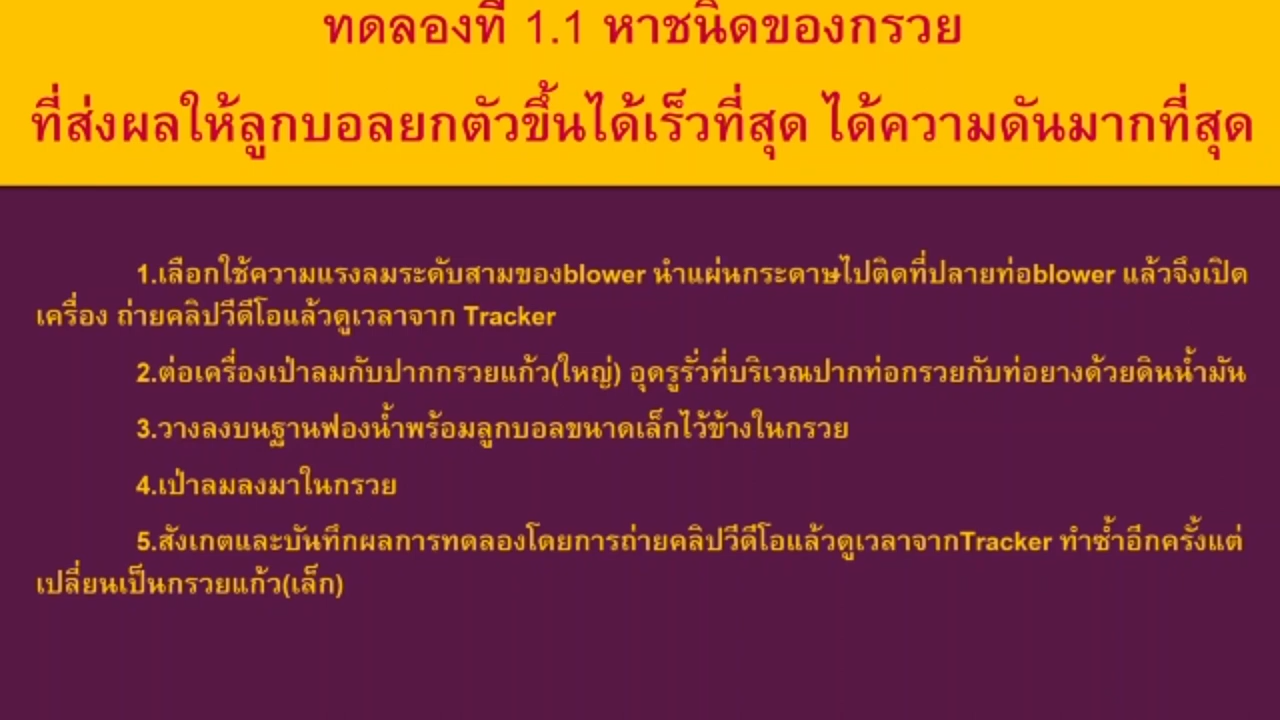 ทดลองที่ 1.1 หาชนิดของกรวย
ที่ส่งผลให้ลูกบอลยกตัวขึ้นได้เร็วที่สุด ได้ความดันมากที่สุด
1.เลือกใช้ความแรงลมระดับสามของblower นำแผ่นกระดาษไปติดที่ปลายท่อblower แล้วจึงเปิด
เครื่อง ถ่ายคลิปวีดีโอแล้วดูเวลาจาก Tracker
2.ต่อเครื่องเป่าลมกับปากกรวยแก้ว(ใหญ่) อุดรูรั่วที่บริเวณปากท่อกรวยกับท่อยางด้วยดินน้ำมัน
3.วางลงบนฐานฟองน้ำพร้อมลูกบอลขนาดเล็กไว้ข้างในกรวย
4.เป่าลมลงมาในกรวย
5.สังเกตและบันทึกผลการทดลองโดยการถ่ายคลิปวีดีโอแล้วดูเวลาจากTracker ทำซ้ำอีกครั้งแต่
เปลี่ยนเป็นกรวยแก้ว(เล็ก)